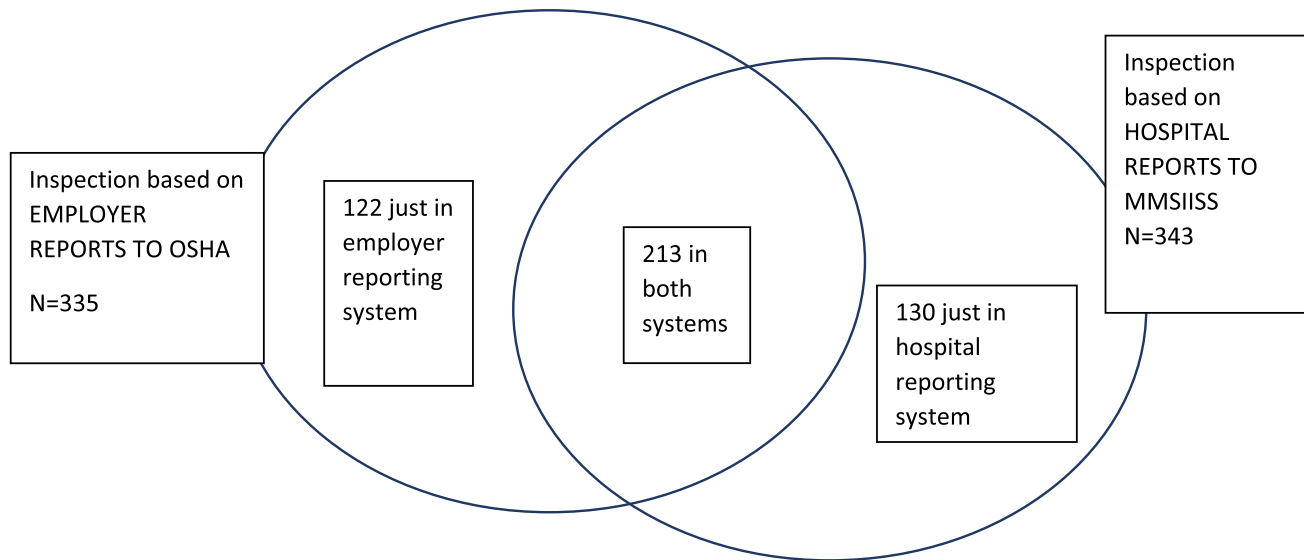 Inspection based on
EMPLOYER
REPORTS TO OSHA
N=335
122 just in
employer
reporting
system
213 in
both
systems
130 just in
hospital
reporting
system
Inspection
based on
HOSPITAL
REPORTS TO
MMSIISS
N=343